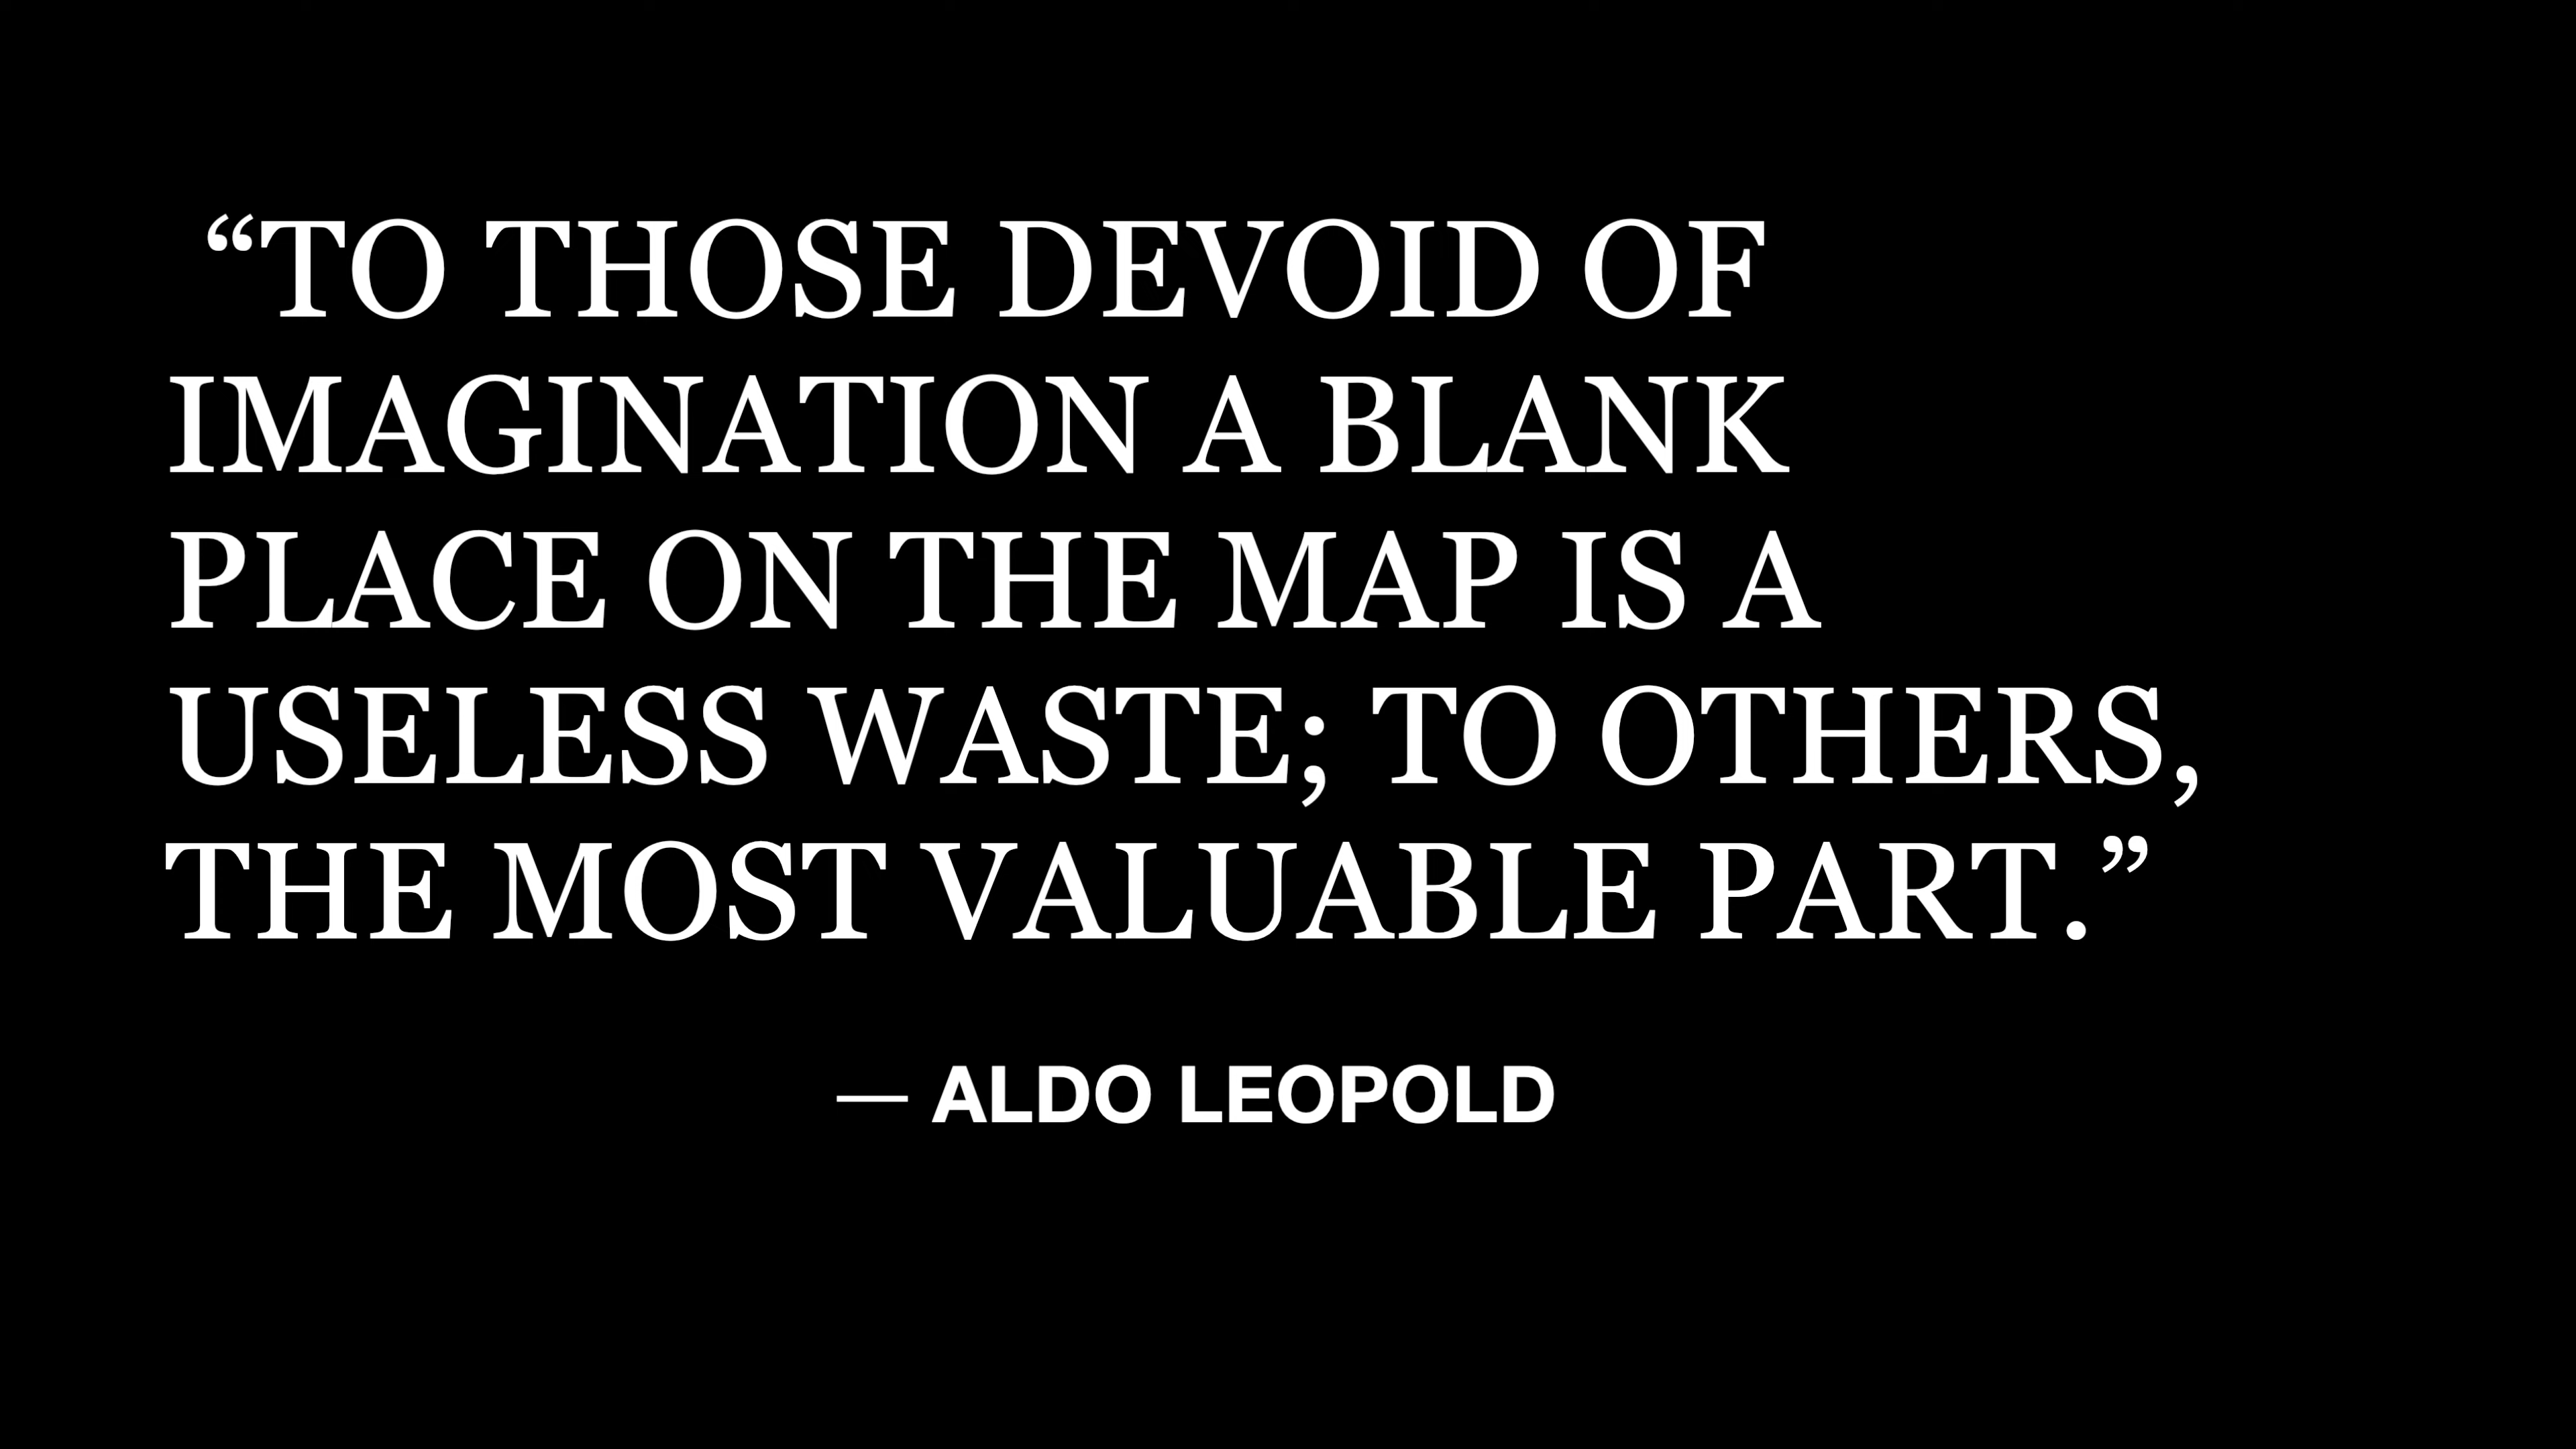 “TO THOSE DEVOID OF
IMAGINATION A BLANK
PLACE ON THE MAP IS A
USELESS WASTE; TO OTHERS,
THE MOST VALUABLE PART.”
— ALDO LEOPOLD